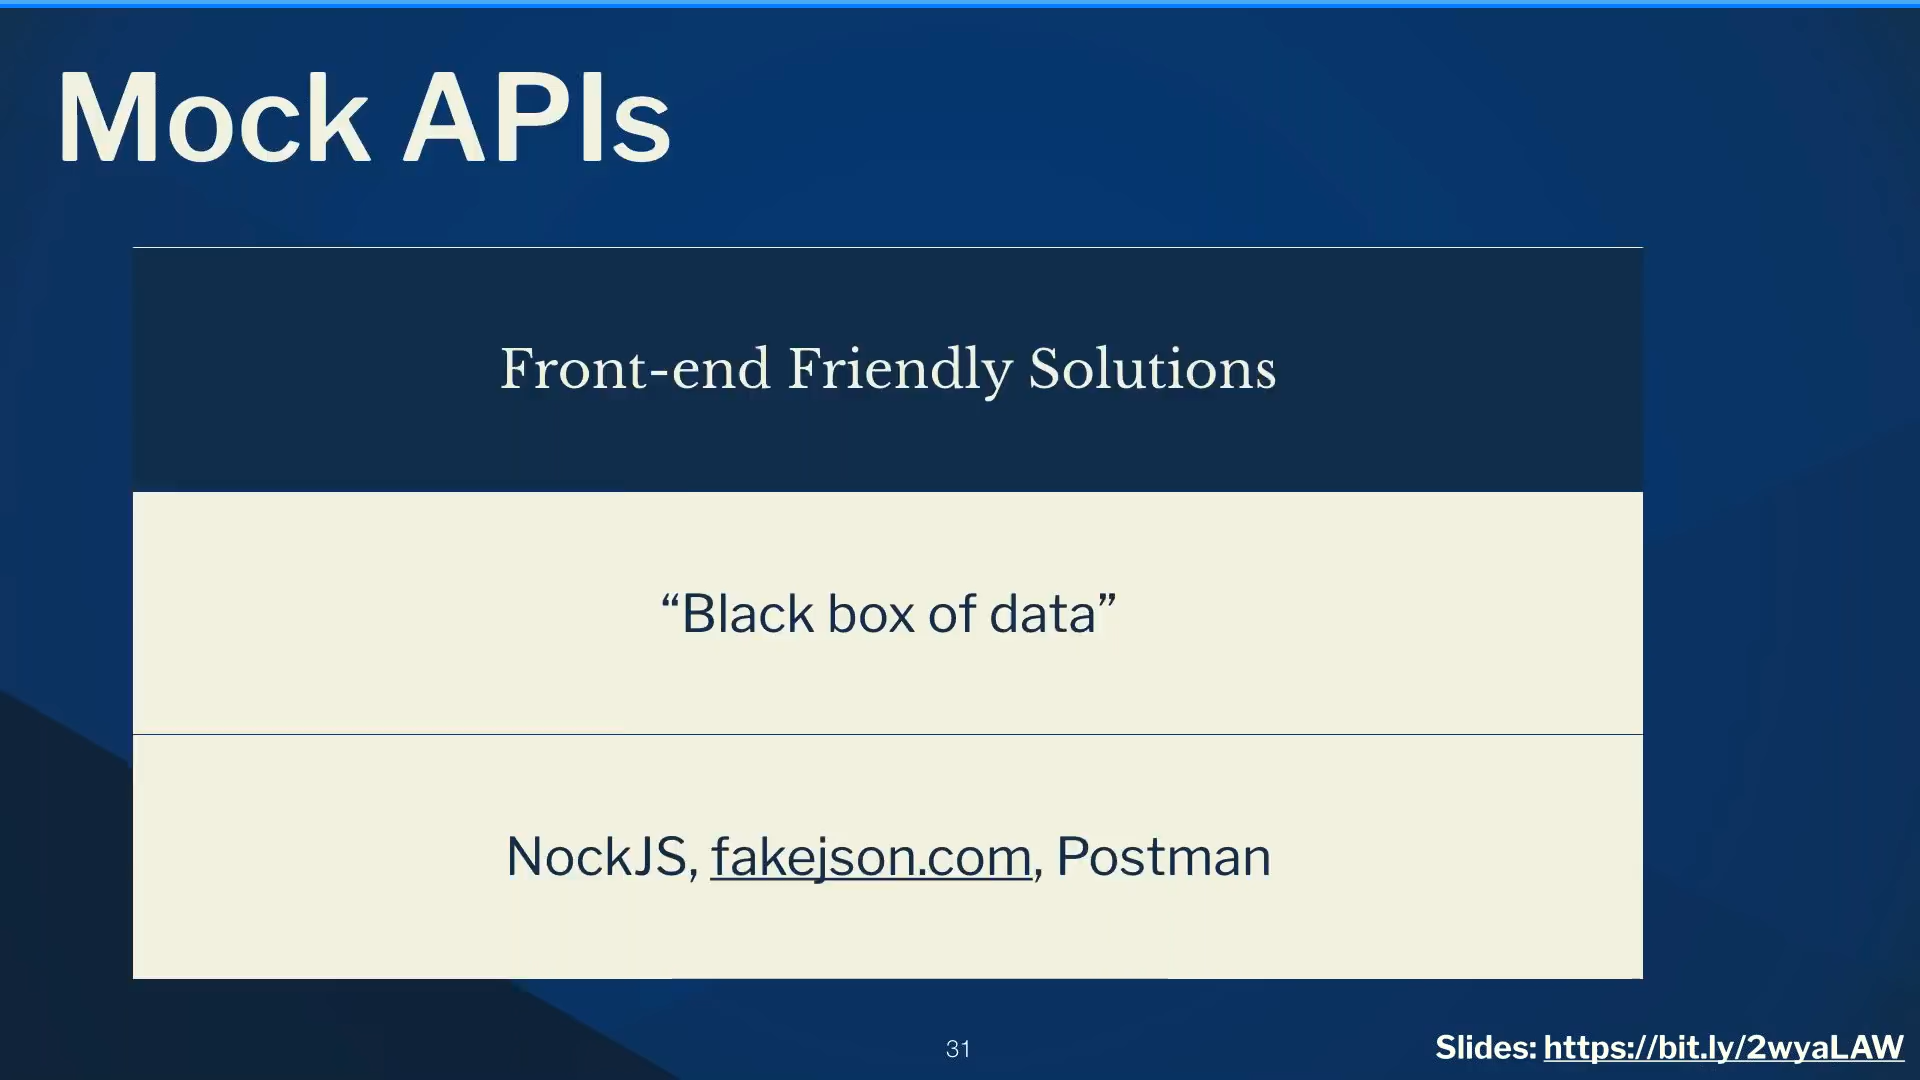 Mock APIs
Front-end Friendly Solutions
“Black box of data”
NockJS, fakejson.com, Postman
31
Slides: https://bit.ly/2wyaLAW